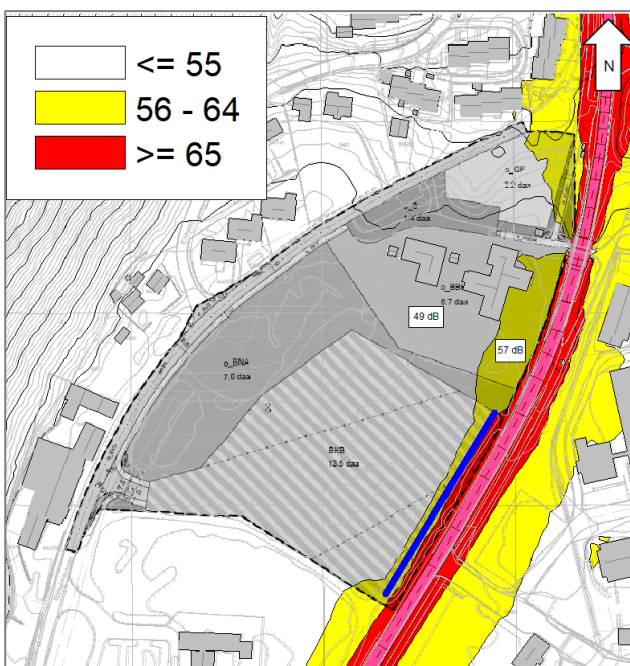 <= 55
56 - 64
>= 65
N
o_GF
2.2 daa
49 dB
57 dB
o_BNA
7.0 daa
6.7 daa
BKB
13.5 daa